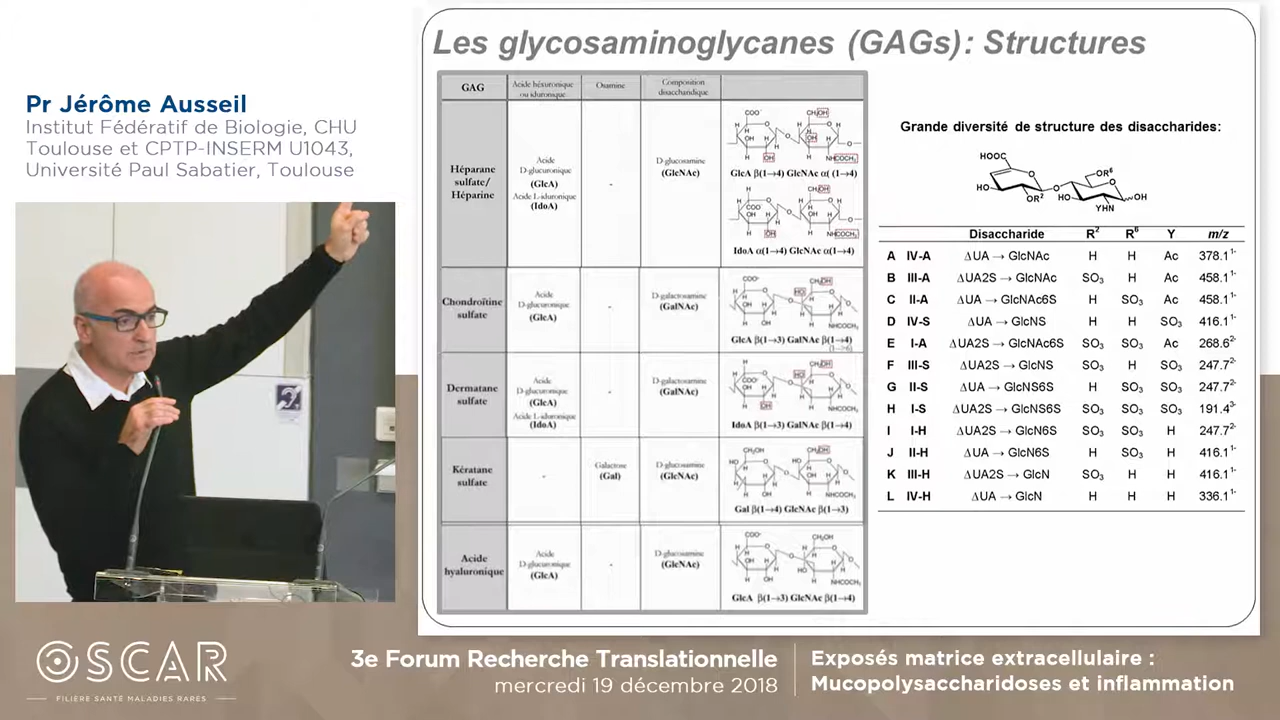 Les glycosaminoglycanes (GAGs): Structures
Pr Jérôme Ausseil
Institut Fédératif de Biologie, CHU
Toulouse et CPTP-INSERM U1043,
Université Paul Sabatier, Toulouse
GAG
Acide héxuronique
ou iduronique
Osamine
Composition
disaccharidique
Héparane
sulfate/
Héparine
Acide
D-glucuronique
(GlcA)
Acide L-iduronique
(IdoA)
-
D-glucosamine
(GlcNAc)
GlcA β(1→4) GlcNAc α( (1→4)
IdoA α(1→4) GlcNAc α(1→4)
Chondroïtine
sulfate
Acide
D-glucuronique
(GlcA)
-
D-galactosamine
(GalNAc)
GlcA β(1→3) GalNAc β(1→4)
(1→6)
Dermatane
sulfate
Acide
D-glucuronique
(GlcA)
Acide L-iduronique
(IdoA)
-
D-galactosamine
(GalNAc)
IdoA β(1→3) GalNAc β(1→4)
Kératane
sulfate
-
Galactose
(Gal)
D-glucosamine
(GlcNAc)
Gal β(1→4) GlcNAc β(1→3)
Acide
hyaluronique
Acide
D-glucuronique
(GlcA)
-
D-glucosamine
(GlcNAc)
GlcA β(1→3) GlcNAc β(1→4)
Grande diversité de structure des disaccharides:
HOOC
HO
OR²
OR⁶
HO
OH
YHN
Disaccharide R² R⁶ Y m/z
A IV-A ΔUA → GlcNAc H H Ac 378.1¹⁻
B III-A ΔUA2S → GlcNAc SO₃ H Ac 458.1¹⁻
C II-A ΔUA → GlcNAc6S H SO₃ Ac 458.1¹⁻
D IV-S ΔUA → GlcNS H H SO₃ 416.1¹⁻
E I-A ΔUA2S → GlcNAc6S SO₃ SO₃ Ac 268.6²⁻
F III-S ΔUA2S → GlcNS SO₃ H SO₃ 247.7²⁻
G II-S ΔUA → GlcNS6S H SO₃ SO₃ 247.7²⁻
H I-S ΔUA2S → GlcNS6S SO₃ SO₃ SO₃ 191.4³⁻
I I-H ΔUA2S → GlcN6S SO₃ SO₃ H 247.7²⁻
J II-H ΔUA → GlcN6S H SO₃ H 416.1¹⁻
K III-H ΔUA2S → GlcN SO₃ H H 416.1¹⁻
L IV-H ΔUA → GlcN H H H 336.1¹⁻
OSCAR
FILIÈRE SANTÉ MALADIES RARES
3e Forum Recherche Translationnelle
mercredi 19 décembre 2018
Exposés matrice extracellulaire :
Mucopolysaccharidoses et inflammation